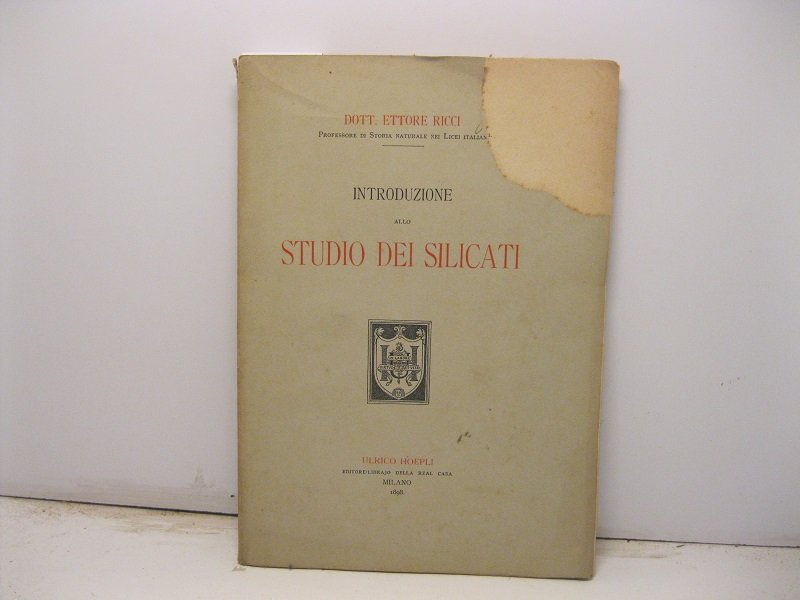 DOTT. ETTORE RICCI
PROFESSORE DI STORIA NATURALE NEI LICEI ITALIANI
INTRODUZIONE
ALLO
STUDIO DEI SILICATI
ULRICO HOEPLI
EDITORE-LIBRAJO DELLA REAL CASA
MILANO
1898.